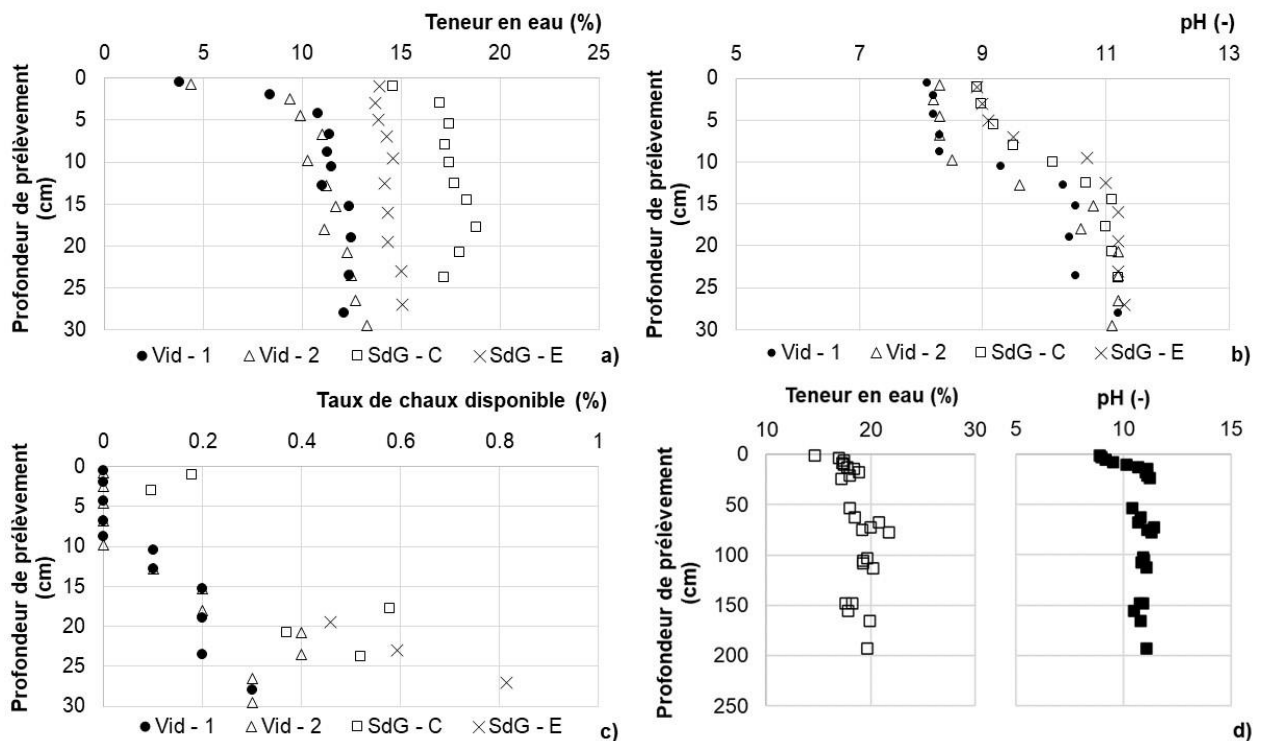 Teneur en eau (%)
0 5 10 15 20 25
Profondeur de prélèvement
(cm)
0
5
10
15
20
25
30
Vid - 1 Vid - 2 SdG - C SdG - E a)
pH (-)
5 7 9 11 13
Profondeur de prélèvement
(cm)
0
5
10
15
20
25
30
Vid - 1 Vid - 2 SdG - C SdG - E b)
Taux de chaux disponible (%)
0 0.2 0.4 0.6 0.8 1
Profondeur de prélèvement
(cm)
0
5
10
15
20
25
30
Vid - 1 Vid - 2 SdG - C SdG - E c)
Teneur en eau (%) pH (-)
10 20 30 5 10 15
Profondeur de prélèvement
(cm)
0
50
100
150
200
250
d)